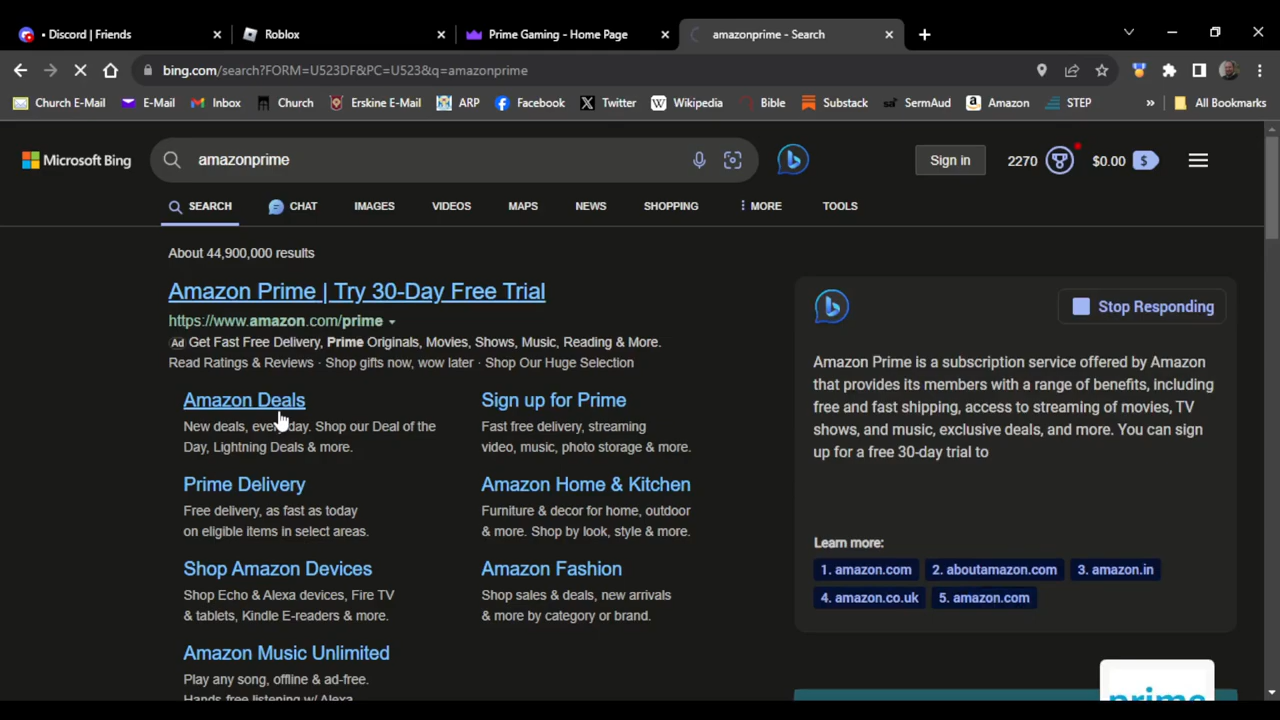 • Discord | Friends
Roblox
Prime Gaming - Home Page
amazonprime - Search
bing.com/search?FORM=U523DF&PC=U523&q=amazonprime
Church E-Mail
E-Mail
Inbox
Church
Erskine E-Mail
ARP
Facebook
Twitter
Wikipedia
Bible
Substack
SermAud
Amazon
STEP
»
All Bookmarks
Microsoft Bing
amazonprime
Sign in
2270
$0.00
SEARCH
CHAT
IMAGES
VIDEOS
MAPS
NEWS
SHOPPING
MORE
TOOLS
About 44,900,000 results
Amazon Prime | Try 30-Day Free Trial
https://www.amazon.com/prime
Ad Get Fast Free Delivery, Prime Originals, Movies, Shows, Music, Reading & More.
Read Ratings & Reviews · Shop gifts now, wow later · Shop Our Huge Selection
Amazon Deals
New deals, everyday. Shop our Deal of the
Day, Lightning Deals & more.
Sign up for Prime
Fast free delivery, streaming
video, music, photo storage & more.
Prime Delivery
Free delivery, as fast as today
on eligible items in select areas.
Amazon Home & Kitchen
Furniture & decor for home, outdoor
& more. Shop by look, style & more.
Shop Amazon Devices
Shop Echo & Alexa devices, Fire TV
& tablets, Kindle E-readers & more.
Amazon Fashion
Shop sales & deals, new arrivals
& more by category or brand.
Amazon Music Unlimited
Play any song, offline & ad-free.
Hands-free listening w/ Alexa.
Stop Responding
Amazon Prime is a subscription service offered by Amazon
that provides its members with a range of benefits, including
free and fast shipping, access to streaming of movies, TV
shows, and music, exclusive deals, and more. You can sign
up for a free 30-day trial to
Learn more:
1. amazon.com
2. aboutamazon.com
3. amazon.in
4. amazon.co.uk
5. amazon.com
prime